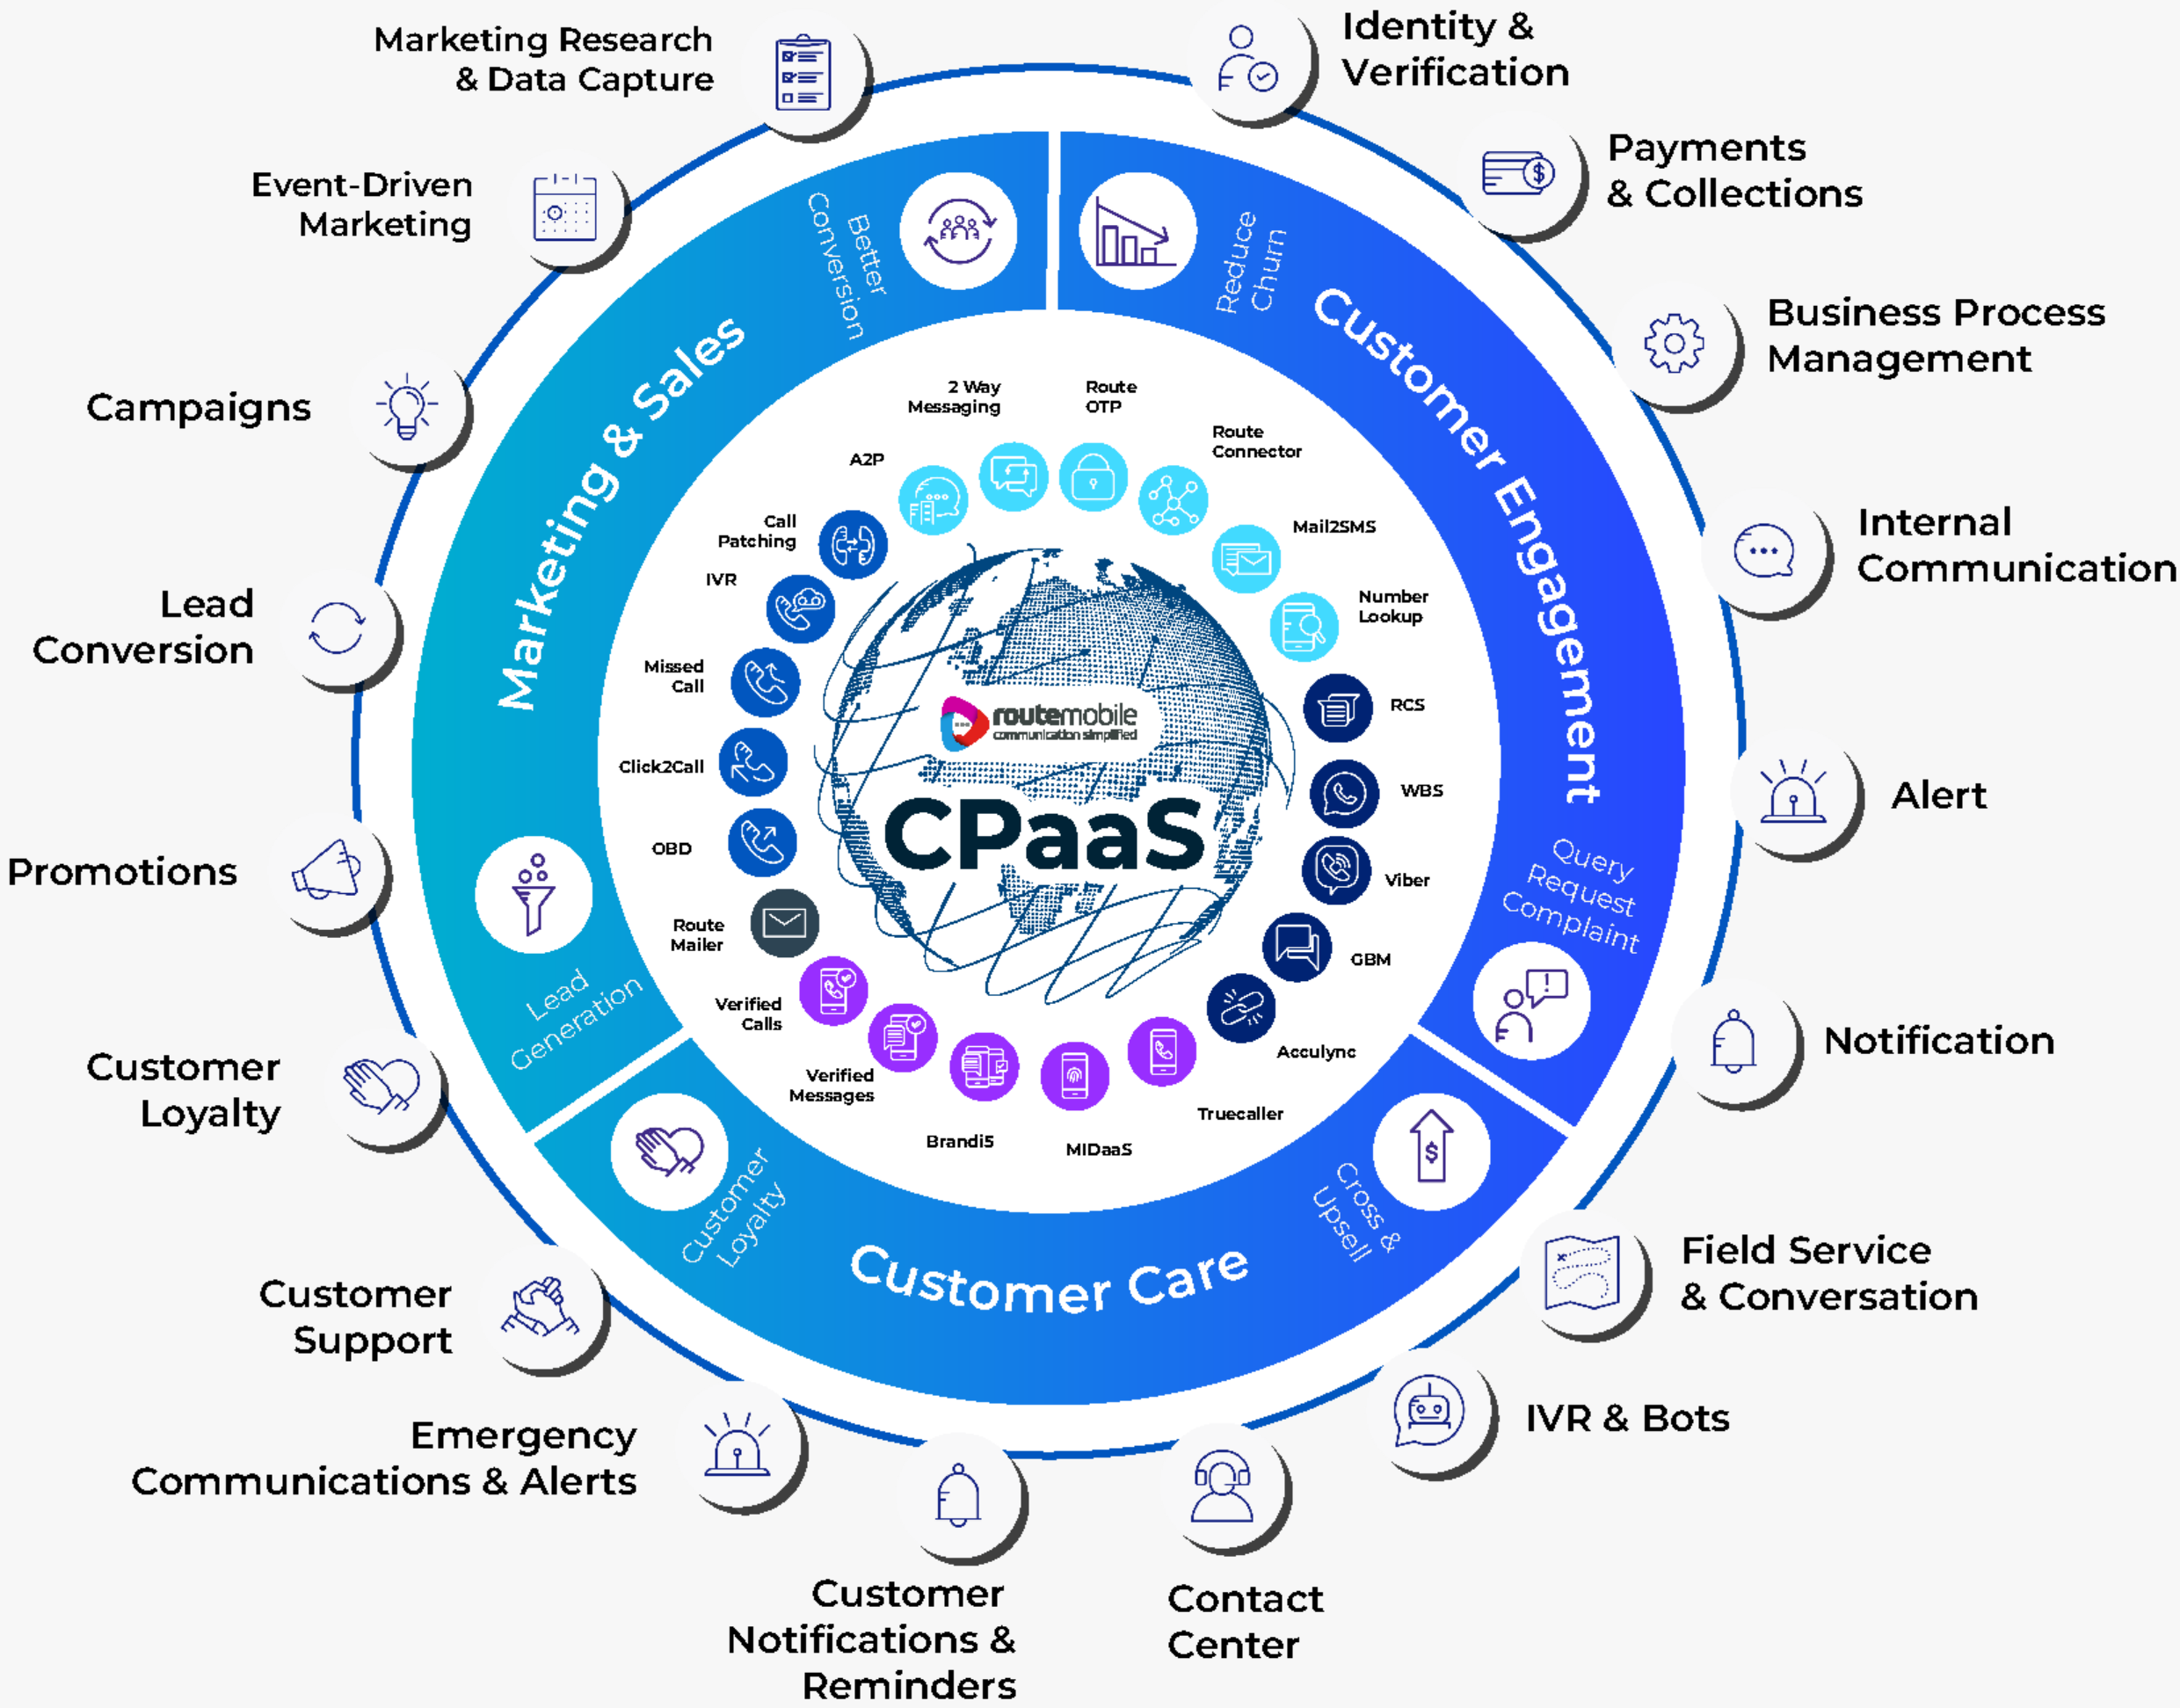 Marketing Research
& Data Capture
Identity &
Verification
Payments
& Collections
Event-Driven
Marketing
Business Process
Management
Campaigns
Internal
Communication
Lead
Conversion
Alert
Promotions
Notification
Customer
Loyalty
Field Service
& Conversation
Customer
Support
IVR & Bots
Emergency
Communications & Alerts
Customer
Notifications &
Reminders
Contact
Center
Marketing & Sales
Better
Conversion
Lead
Generation
Customer Engagement
Reduce
Churn
Query
Request
Complaint
Customer Care
Customer
Loyalty
Cross &
Upsell
2 Way
Messaging
Route
OTP
Route
Connector
Mail2SMS
Number
Lookup
RCS
WBS
Viber
GBM
Acculync
Truecaller
MIDaaS
Brandi5
Verified
Messages
Verified
Calls
Route
Mailer
OBD
Click2Call
Missed
Call
IVR
Call
Patching
A2P
routemobile
communication simplified
CPaaS